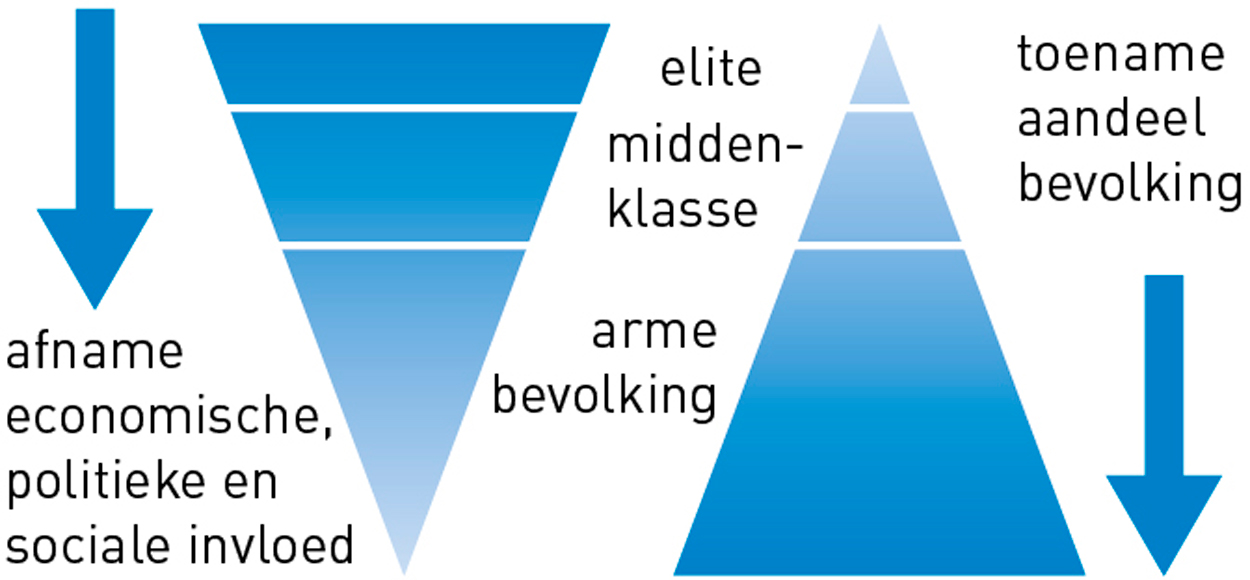 elite
midden-
klasse
arme
bevolking
afname
economische,
politieke en
sociale invloed
toename
aandeel
bevolking